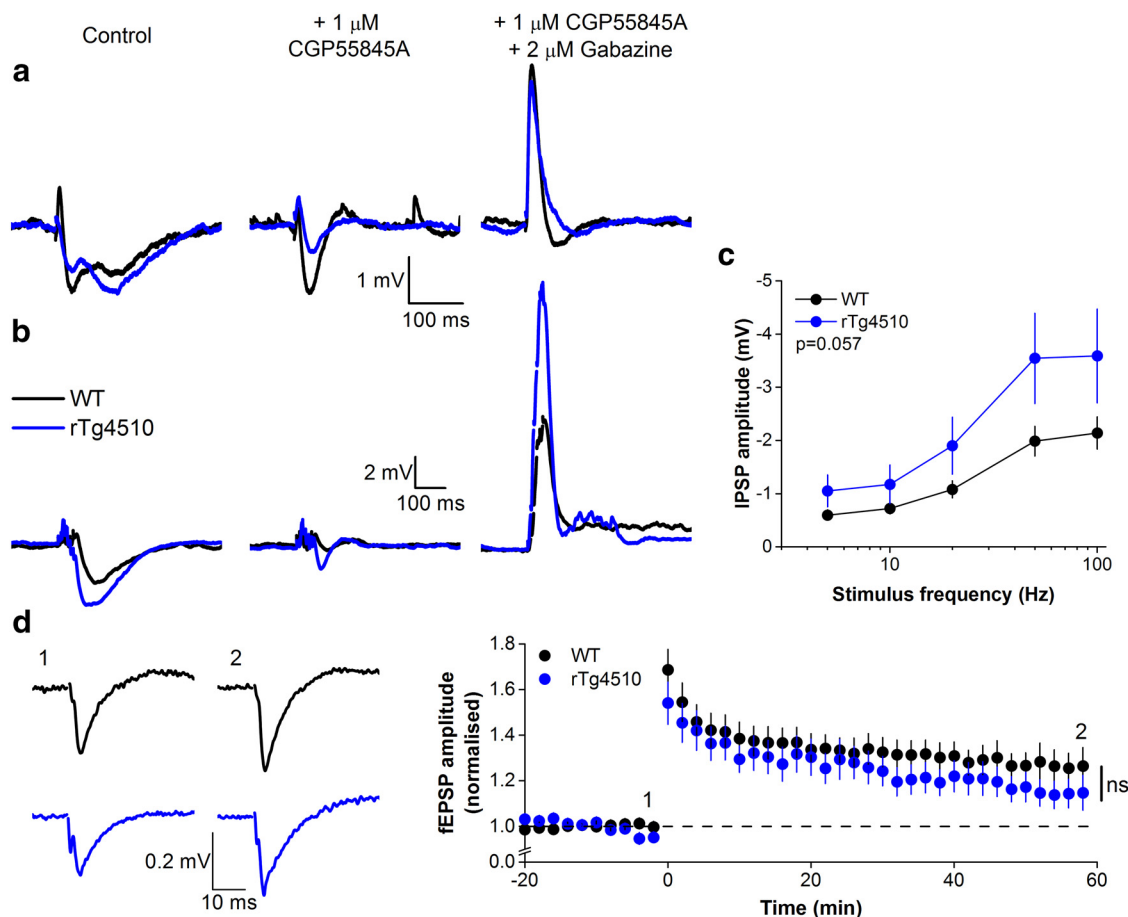 Control
+ 1 μM
CGP55845A
+ 1 μM CGP55845A
+ 2 μM Gabazine
a
1 mV
100 ms
b
WT
rTg4510
2 mV
100 ms
c
-5
-4
-3
-2
-1
0
IPSP amplitude (mV)
WT
rTg4510
p=0.057
10
100
Stimulus frequency (Hz)
d
1
2
0.2 mV
10 ms
fEPSP amplitude
(normalised)
1.8
1.6
1.4
1.2
1.0
0.0
WT
rTg4510
1
2
ns
-20
0
20
40
60
Time (min)